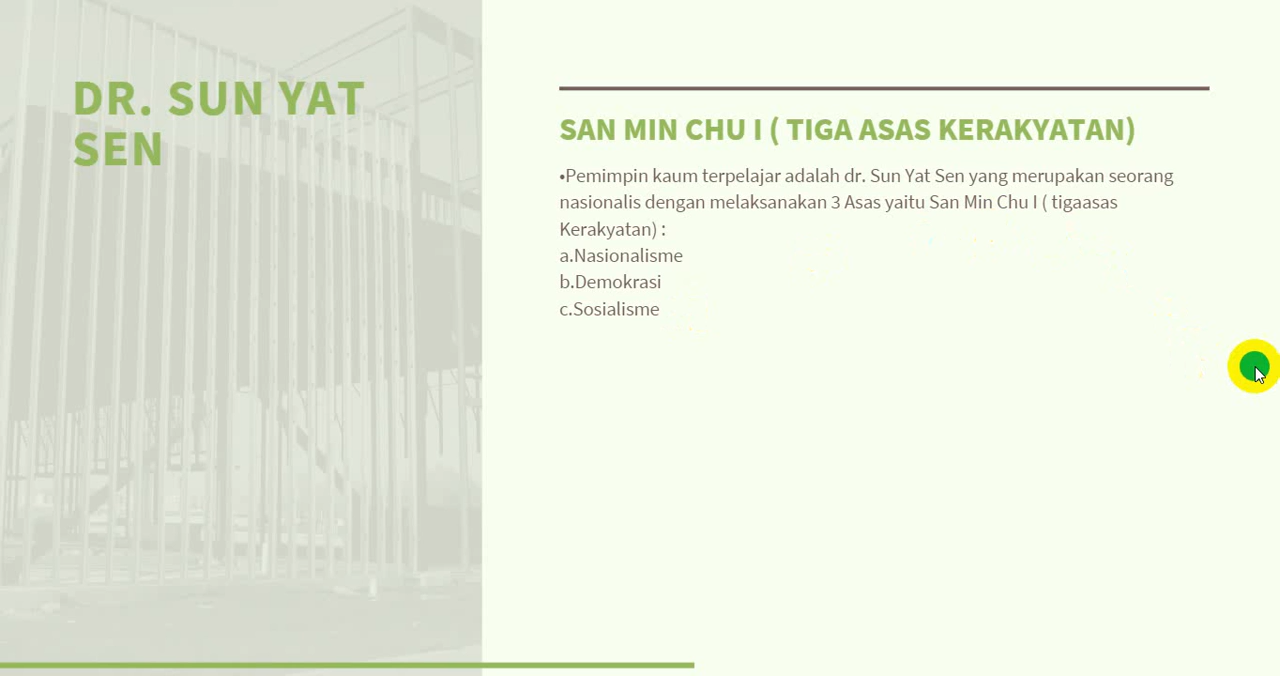 DR. SUN YAT
SEN
SAN MIN CHU I ( TIGA ASAS KERAKYATAN)
•Pemimpin kaum terpelajar adalah dr. Sun Yat Sen yang merupakan seorang
nasionalis dengan melaksanakan 3 Asas yaitu San Min Chu I ( tigaasas
Kerakyatan) :
a.Nasionalisme
b.Demokrasi
c.Sosialisme